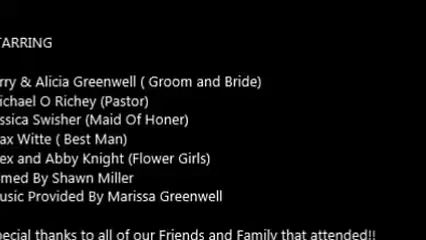 TARRING
rry & Alicia Greenwell ( Groom and Bride)
ichael O Richey (Pastor)
ssica Swisher (Maid Of Honer)
ax Witte ( Best Man)
ex and Abby Knight (Flower Girls)
med By Shawn Miller
usic Provided By Marissa Greenwell
pecial thanks to all of our Friends and Family that attended!!